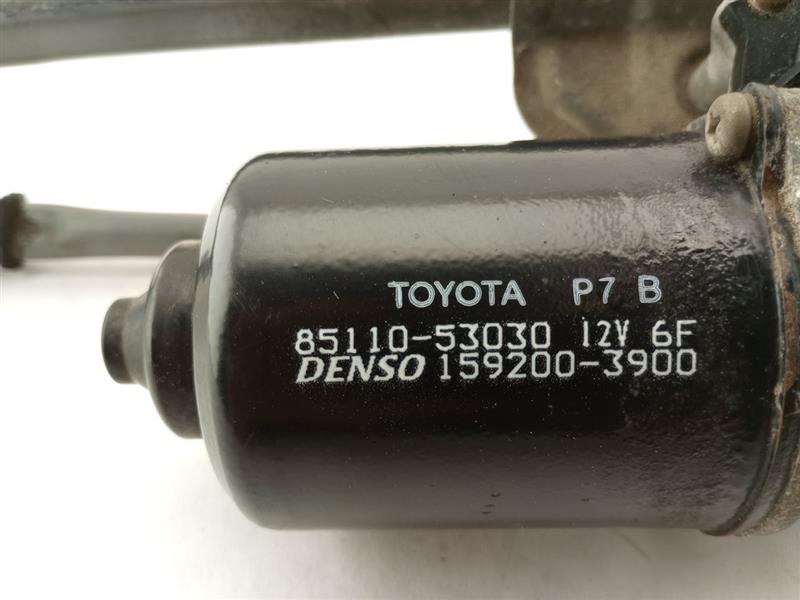 TOYOTA P7 B
85110-53030 12V 6F
DENSO 159200-3900